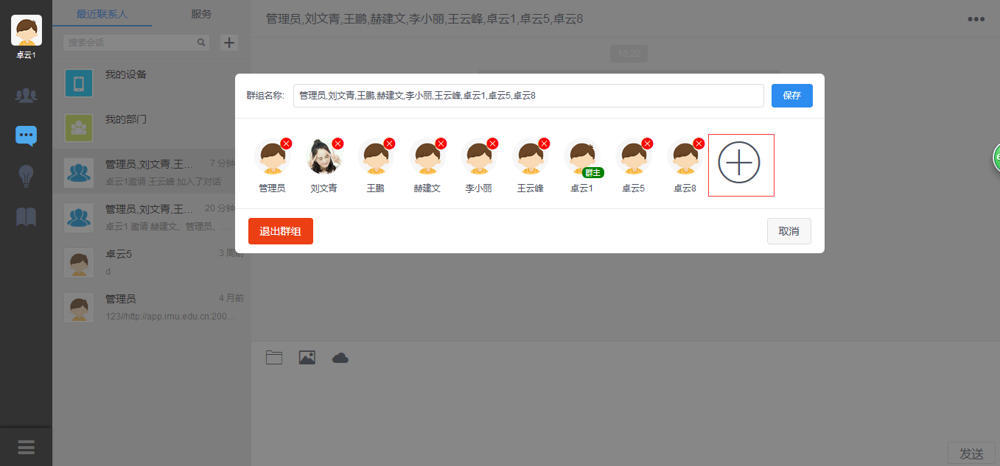 卓云1
最近联系人
服务
搜索会话
我的设备
我的部门
管理员,刘文青,王...
7 分钟
卓云1邀请 王云峰 加入了对话
管理员,刘文青,王...
20 分钟
卓云1 邀请 赫建文、管理员、...
卓云5
3 周前
d
管理员
4 月前
123//http://app.imu.edu.cn:200...
管理员,刘文青,王鹏,赫建文,李小丽,王云峰,卓云1,卓云5,卓云8
15:22
群组名称:
管理员,刘文青,王鹏,赫建文,李小丽,王云峰,卓云1,卓云5,卓云8
保存
群主
管理员 刘文青 王鹏 赫建文 李小丽 王云峰 卓云1 卓云5 卓云8
退出群组
取消
发送